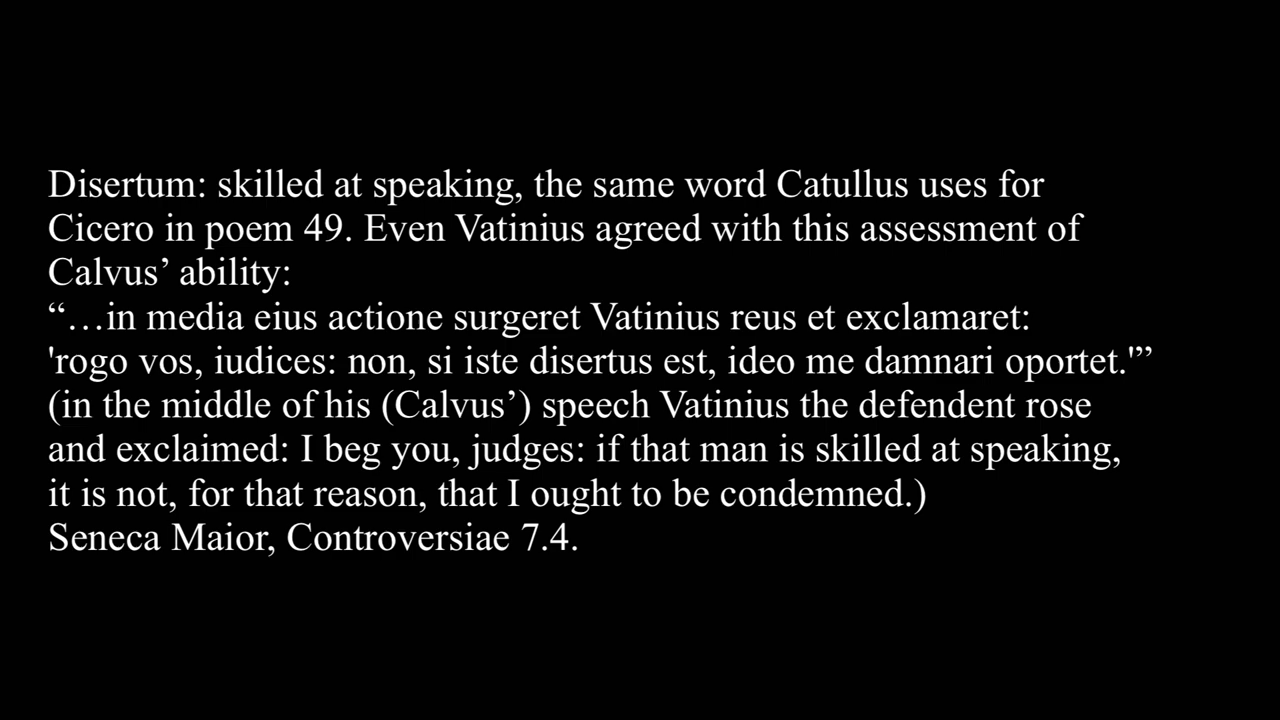 Disertum: skilled at speaking, the same word Catullus uses for
Cicero in poem 49. Even Vatinius agreed with this assessment of
Calvus’ ability:
“…in media eius actione surgeret Vatinius reus et exclamaret:
'rogo vos, iudices: non, si iste disertus est, ideo me damnari oportet.'”
(in the middle of his (Calvus’) speech Vatinius the defendent rose
and exclaimed: I beg you, judges: if that man is skilled at speaking,
it is not, for that reason, that I ought to be condemned.)
Seneca Maior, Controversiae 7.4.